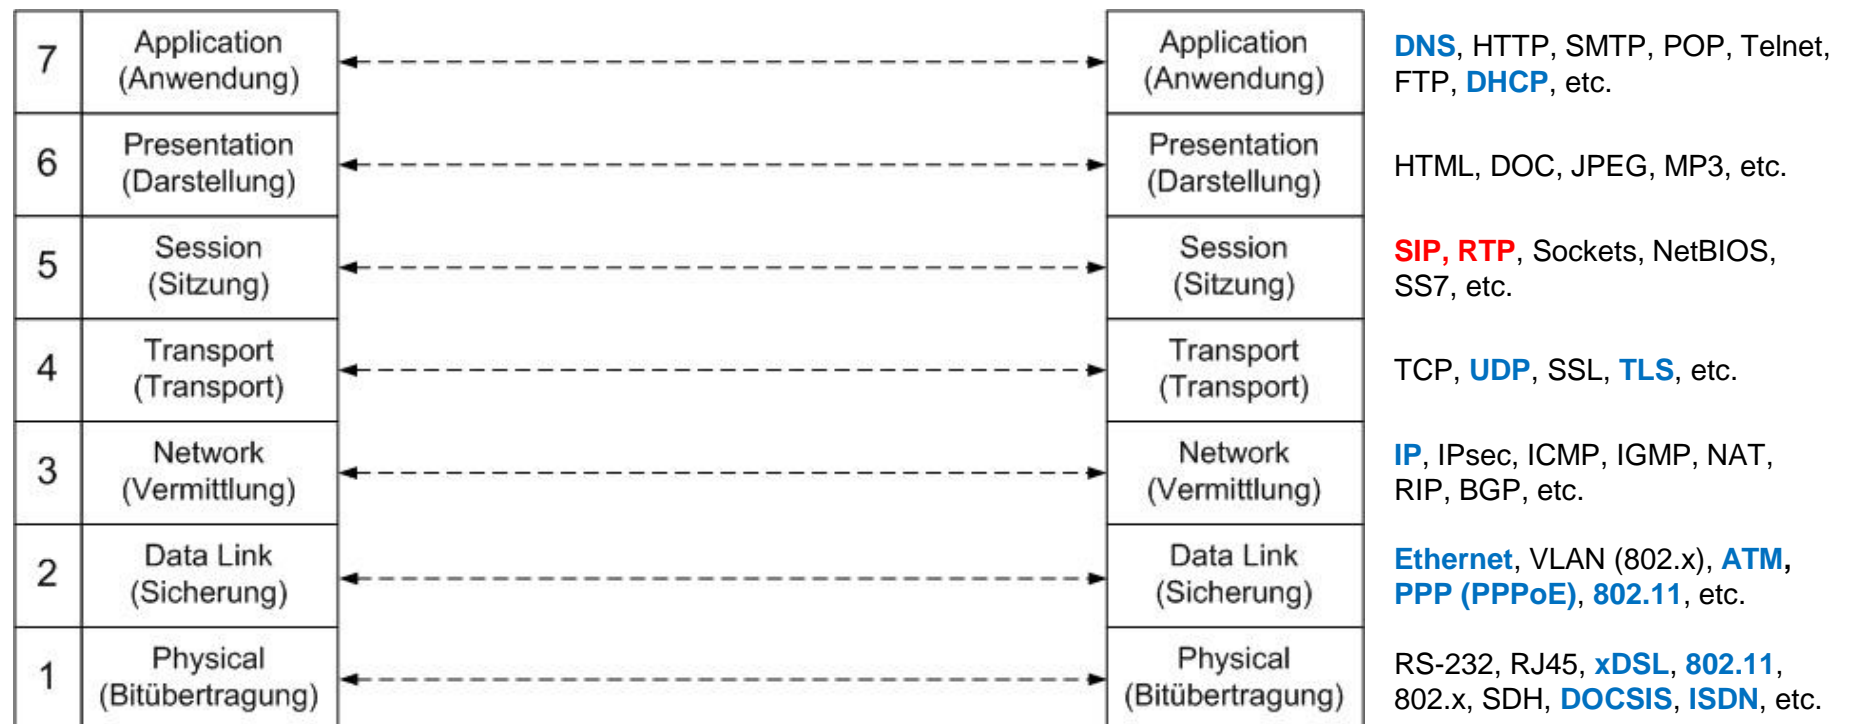 7
Application
(Anwendung)
Application
(Anwendung)
DNS, HTTP, SMTP, POP, Telnet,
FTP, DHCP, etc.
6
Presentation
(Darstellung)
Presentation
(Darstellung)
HTML, DOC, JPEG, MP3, etc.
5
Session
(Sitzung)
Session
(Sitzung)
SIP, RTP, Sockets, NetBIOS,
SS7, etc.
4
Transport
(Transport)
Transport
(Transport)
TCP, UDP, SSL, TLS, etc.
3
Network
(Vermittlung)
Network
(Vermittlung)
IP, IPsec, ICMP, IGMP, NAT,
RIP, BGP, etc.
2
Data Link
(Sicherung)
Data Link
(Sicherung)
Ethernet, VLAN (802.x), ATM,
PPP (PPPoE), 802.11, etc.
1
Physical
(Bitübertragung)
Physical
(Bitübertragung)
RS-232, RJ45, xDSL, 802.11,
802.x, SDH, DOCSIS, ISDN, etc.